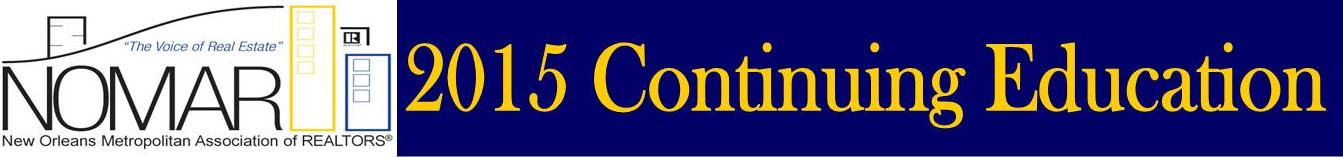 "The Voice of Real Estate"
NOMAR
New Orleans Metropolitan Association of REALTORS®
2015 Continuing Education